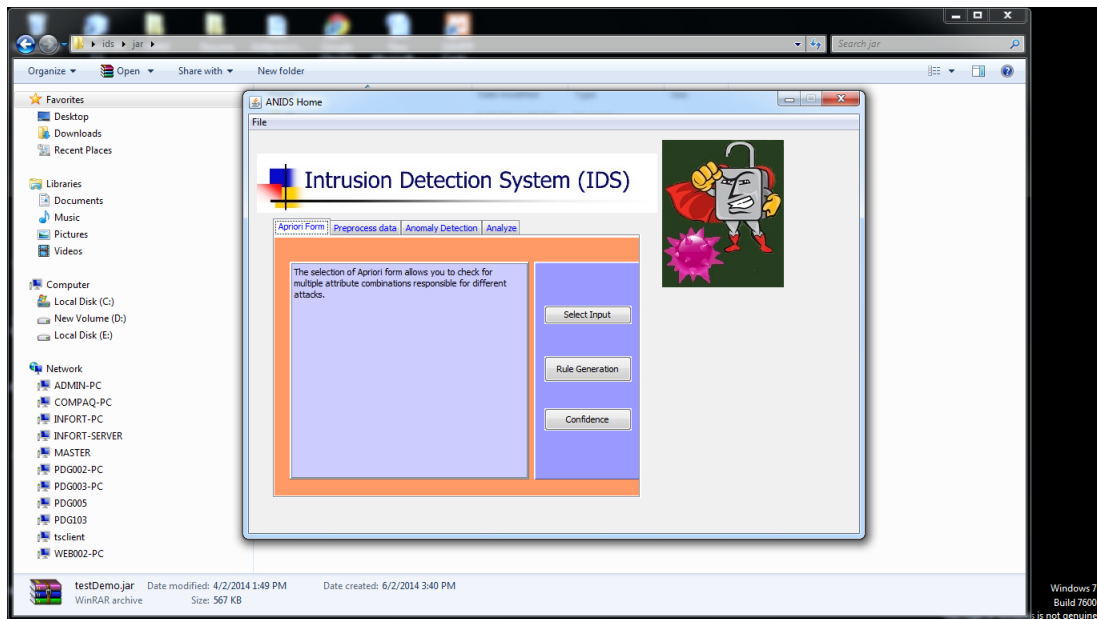 ids ▸ jar ▸
Search jar
Organize
Open
Share with
New folder
Favorites
Desktop
Downloads
Recent Places
Libraries
Documents
Music
Pictures
Videos
Computer
Local Disk (C:)
New Volume (D:)
Local Disk (E:)
Network
ADMIN-PC
COMPAQ-PC
INFORT-PC
INFORT-SERVER
MASTER
PDG002-PC
PDG003-PC
PDG005
PDG103
tsclient
WEB002-PC
ANIDS Home
File
Intrusion Detection System (IDS)
Apriori Form Preprocess data Anomaly Detection Analyze
The selection of Apriori form allows you to check for
multiple attribute combinations responsible for different
attacks.
Select Input
Rule Generation
Confidence
testDemo.jar Date modified: 4/2/2014 1:49 PM Date created: 6/2/2014 3:40 PM
WinRAR archive Size: 567 KB
Windows 7
Build 7600
is not genuine